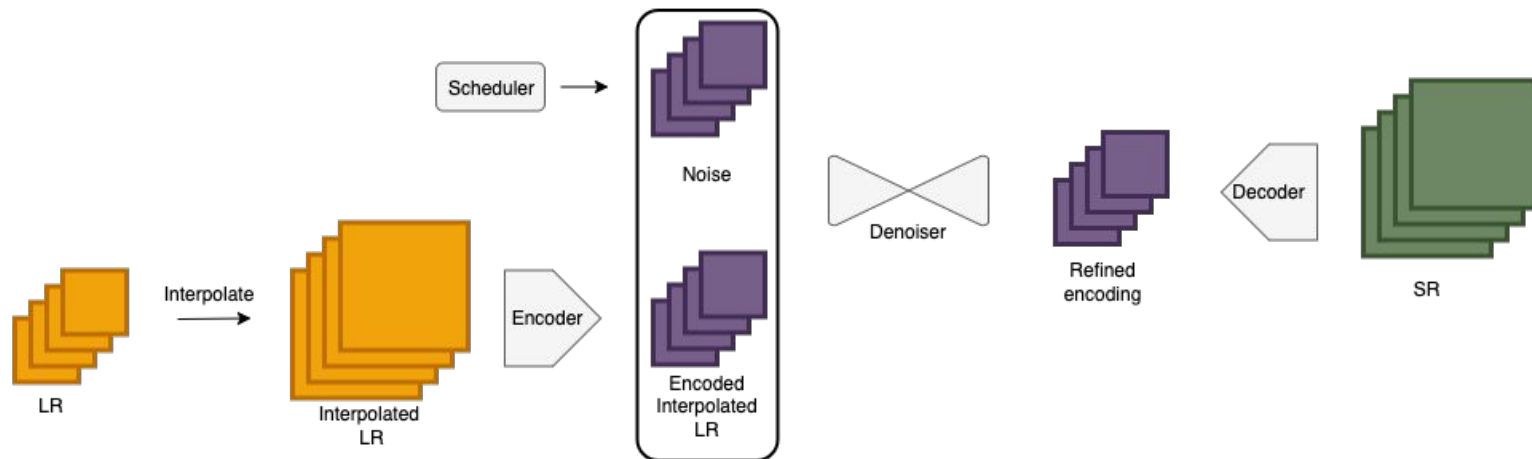 Scheduler
Noise
Interpolate
LR
Interpolated
LR
Encoder
Encoded
Interpolated
LR
Denoiser
Refined
encoding
Decoder
SR